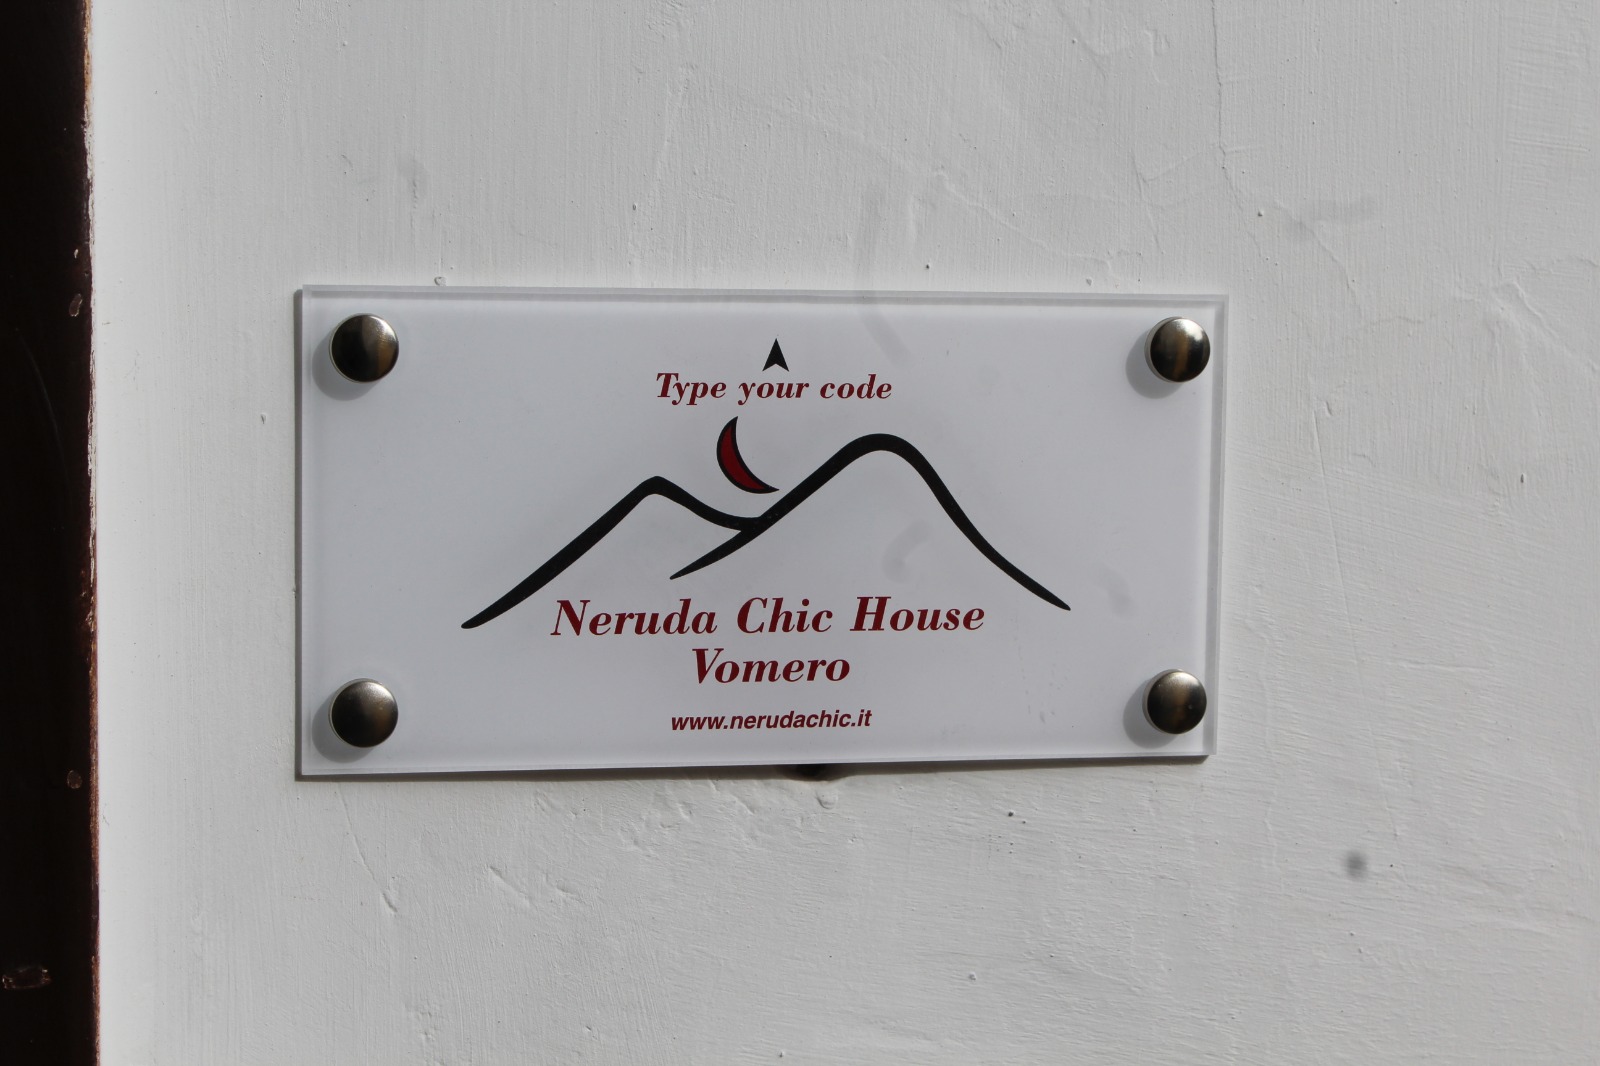 Type your code
Neruda Chic House
Vomero
www.nerudachic.it